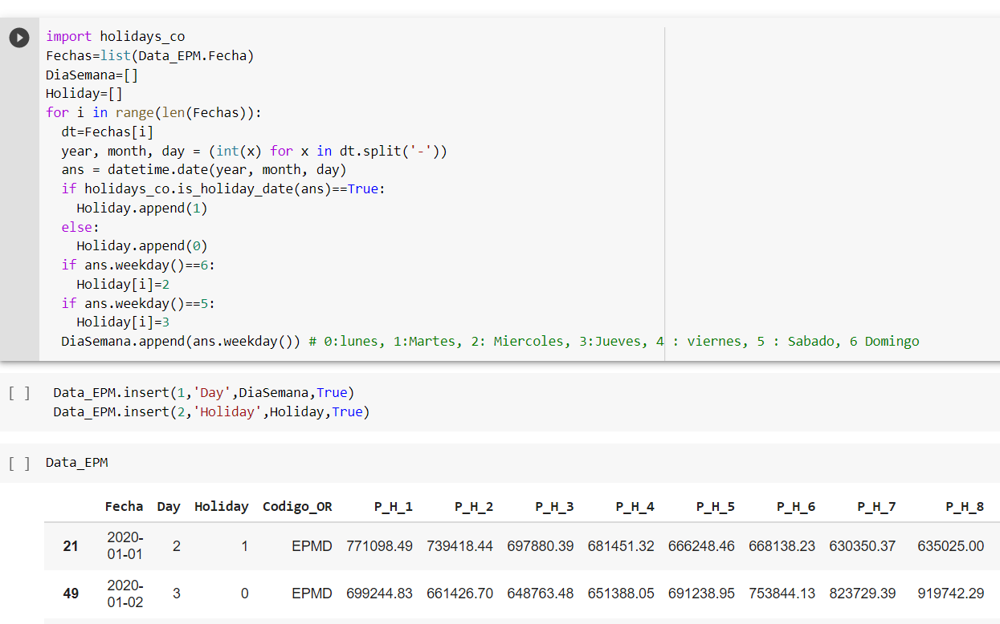 import holidays_co
Fechas=list(Data_EPM.Fecha)
DiaSemana=[]
Holiday=[]
for i in range(len(Fechas)):
  dt=Fechas[i]
  year, month, day = (int(x) for x in dt.split('-'))
  ans = datetime.date(year, month, day)
  if holidays_co.is_holiday_date(ans)==True:
    Holiday.append(1)
  else:
    Holiday.append(0)
  if ans.weekday()==6:
    Holiday[i]=2
  if ans.weekday()==5:
    Holiday[i]=3
  DiaSemana.append(ans.weekday()) # 0:lunes, 1:Martes, 2: Miercoles, 3:Jueves, 4 : viernes, 5 : Sabado, 6 Domingo
[ ] Data_EPM.insert(1,'Day',DiaSemana,True)
Data_EPM.insert(2,'Holiday',Holiday,True)
[ ] Data_EPM
Fecha Day Holiday Codigo_OR P_H_1 P_H_2 P_H_3 P_H_4 P_H_5 P_H_6 P_H_7 P_H_8
21 2020-01-01 2 1 EPMD 771098.49 739418.44 697880.39 681451.32 666248.46 668138.23 630350.37 635025.00
49 2020-01-02 3 0 EPMD 699244.83 661426.70 648763.48 651388.05 691238.95 753844.13 823729.39 919742.29